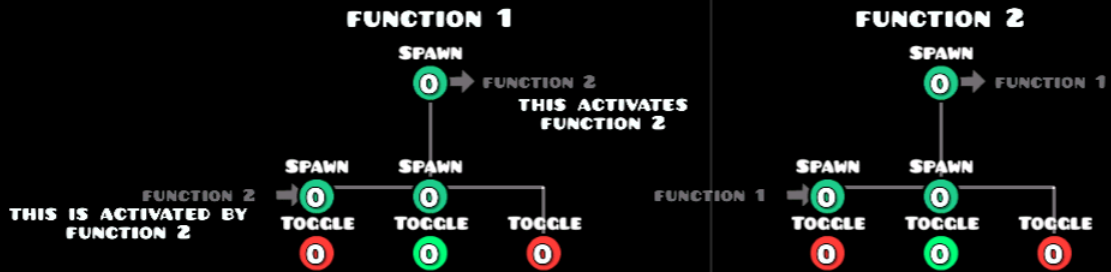 FUNCTION 1
SPAWN
0
FUNCTION 2
THIS ACTIVATES
FUNCTION 2
SPAWN SPAWN
FUNCTION 2 0 0
THIS IS ACTIVATED BY
FUNCTION 2
TOGGLE TOGGLE TOGGLE
0 0 0
FUNCTION 2
SPAWN
0
FUNCTION 1
SPAWN SPAWN
FUNCTION 1 0 0
TOGGLE TOGGLE TOGGLE
0 0 0